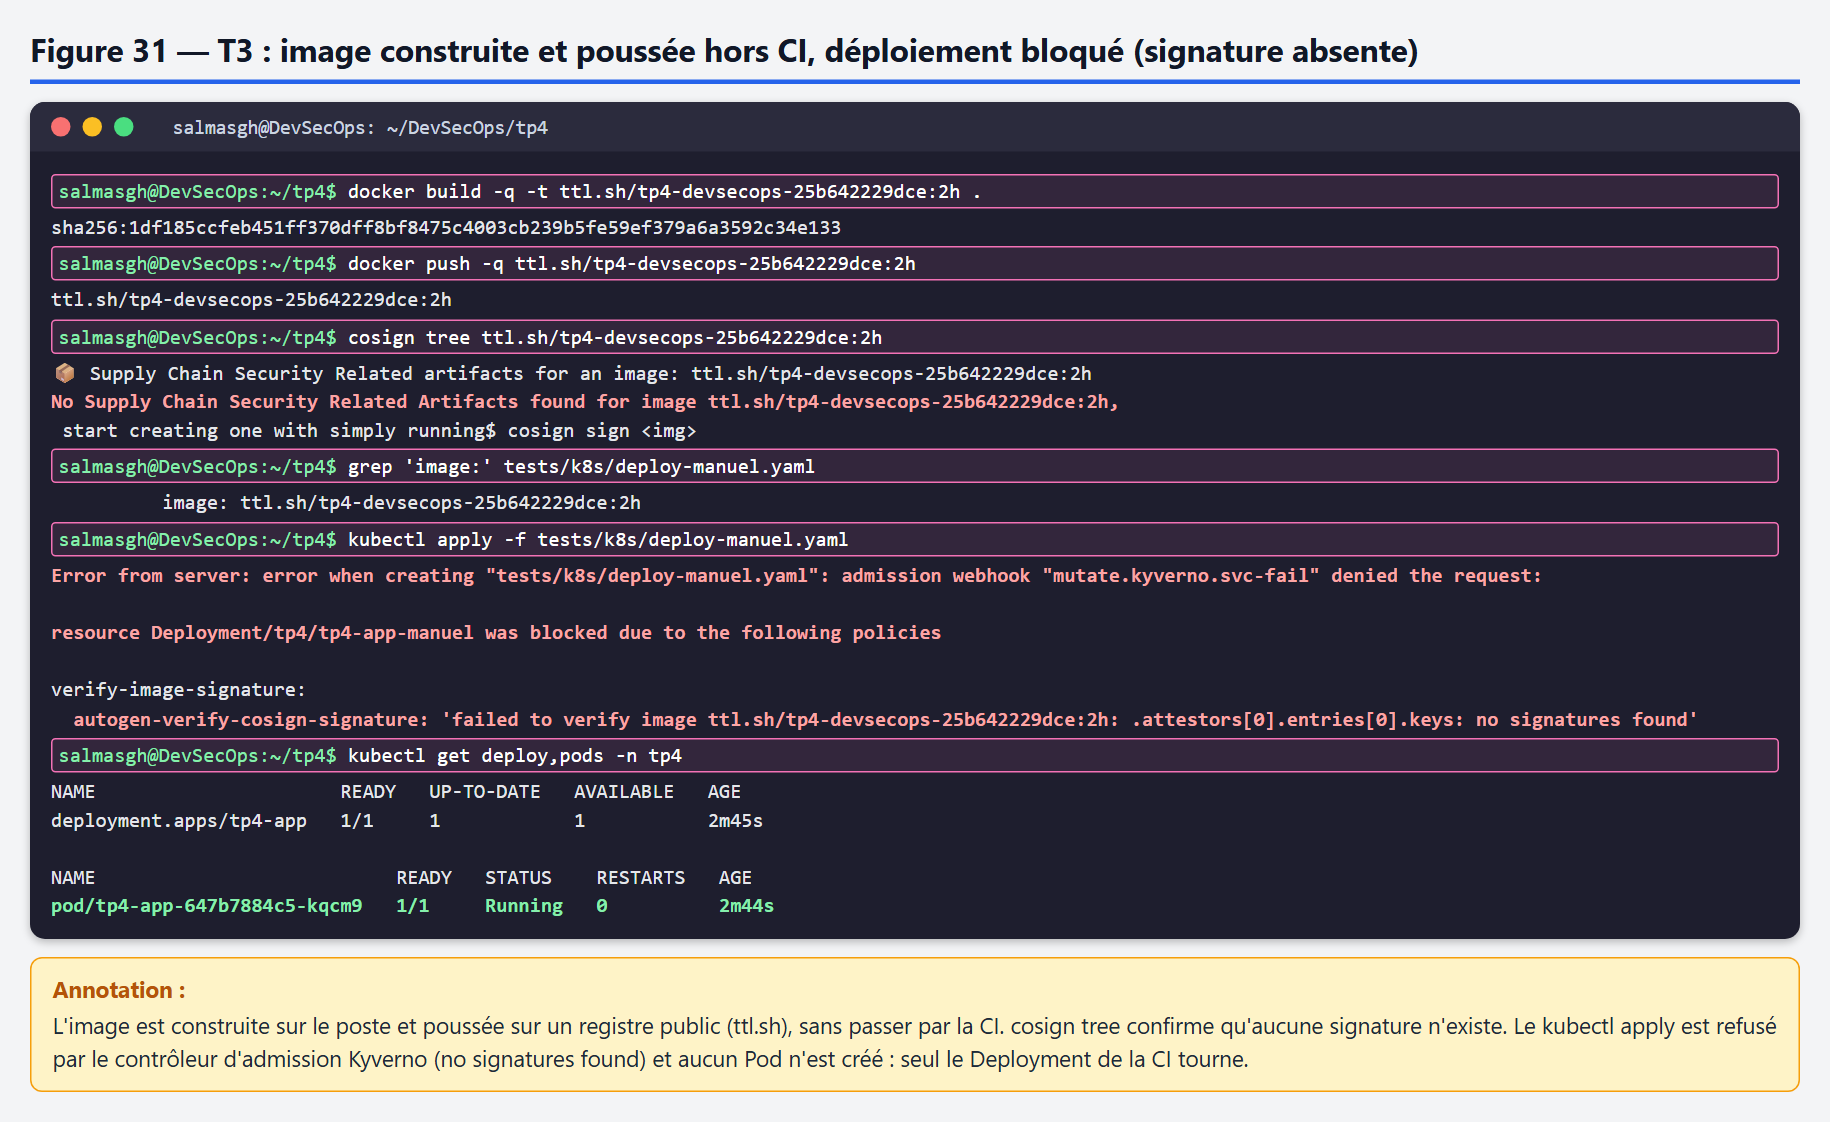 Figure 31 — T3 : image construite et poussée hors CI, déploiement bloqué (signature absente)
salmasgh@DevSecOps: ~/DevSecOps/tp4
salmasgh@DevSecOps:~/tp4$ docker build -q -t ttl.sh/tp4-devsecops-25b642229dce:2h .
sha256:1df185ccfeb451ff370dff8bf8475c4003cb239b5fe59ef379a6a3592c34e133
salmasgh@DevSecOps:~/tp4$ docker push -q ttl.sh/tp4-devsecops-25b642229dce:2h
ttl.sh/tp4-devsecops-25b642229dce:2h
salmasgh@DevSecOps:~/tp4$ cosign tree ttl.sh/tp4-devsecops-25b642229dce:2h
📦 Supply Chain Security Related artifacts for an image: ttl.sh/tp4-devsecops-25b642229dce:2h
No Supply Chain Security Related Artifacts found for image ttl.sh/tp4-devsecops-25b642229dce:2h,
start creating one with simply running$ cosign sign <img>
salmasgh@DevSecOps:~/tp4$ grep 'image:' tests/k8s/deploy-manuel.yaml
image: ttl.sh/tp4-devsecops-25b642229dce:2h
salmasgh@DevSecOps:~/tp4$ kubectl apply -f tests/k8s/deploy-manuel.yaml
Error from server: error when creating "tests/k8s/deploy-manuel.yaml": admission webhook "mutate.kyverno.svc-fail" denied the request:
resource Deployment/tp4/tp4-app-manuel was blocked due to the following policies
verify-image-signature:
autogen-verify-cosign-signature: 'failed to verify image ttl.sh/tp4-devsecops-25b642229dce:2h: .attestors[0].entries[0].keys: no signatures found'
salmasgh@DevSecOps:~/tp4$ kubectl get deploy,pods -n tp4
NAME READY UP-TO-DATE AVAILABLE AGE
deployment.apps/tp4-app 1/1 1 1 2m45s
NAME READY STATUS RESTARTS AGE
pod/tp4-app-647b7884c5-kqcm9 1/1 Running 0 2m44s
Annotation :
L'image est construite sur le poste et poussée sur un registre public (ttl.sh), sans passer par la CI. cosign tree confirme qu'aucune signature n'existe. Le kubectl apply est refusé
par le contrôleur d'admission Kyverno (no signatures found) et aucun Pod n'est créé : seul le Deployment de la CI tourne.